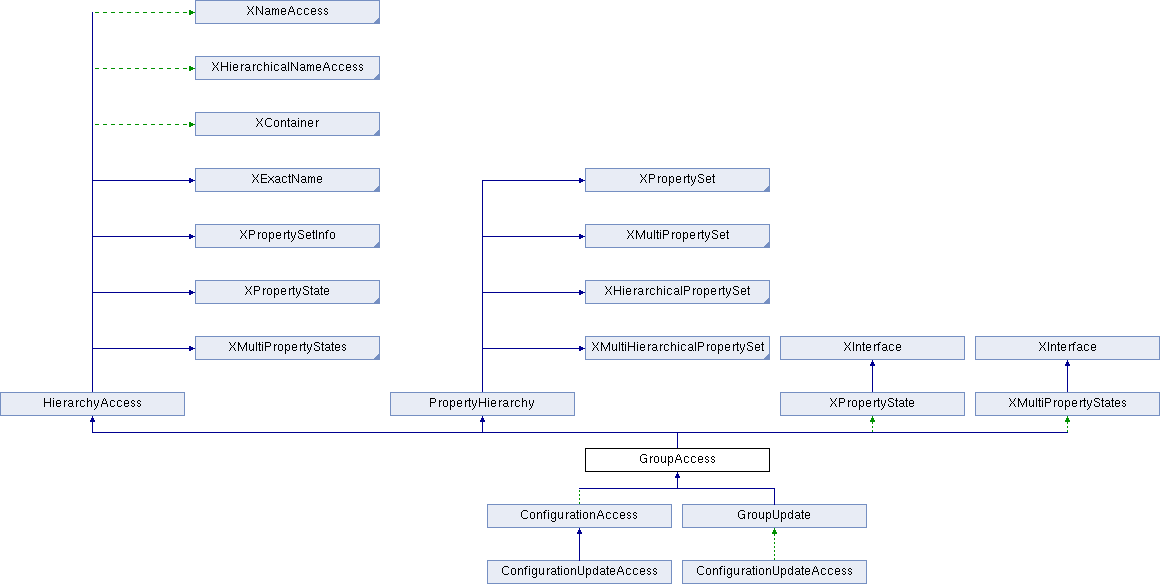 XNameAccess
XHierarchicalNameAccess
XContainer
XExactName
XPropertySet
XPropertySetInfo
XMultiPropertySet
XPropertyState
XHierarchicalPropertySet
XMultiPropertyStates
XMultiHierarchicalPropertySet
XInterface
XInterface
HierarchyAccess
PropertyHierarchy
XPropertyState
XMultiPropertyStates
GroupAccess
ConfigurationAccess
GroupUpdate
ConfigurationUpdateAccess
ConfigurationUpdateAccess